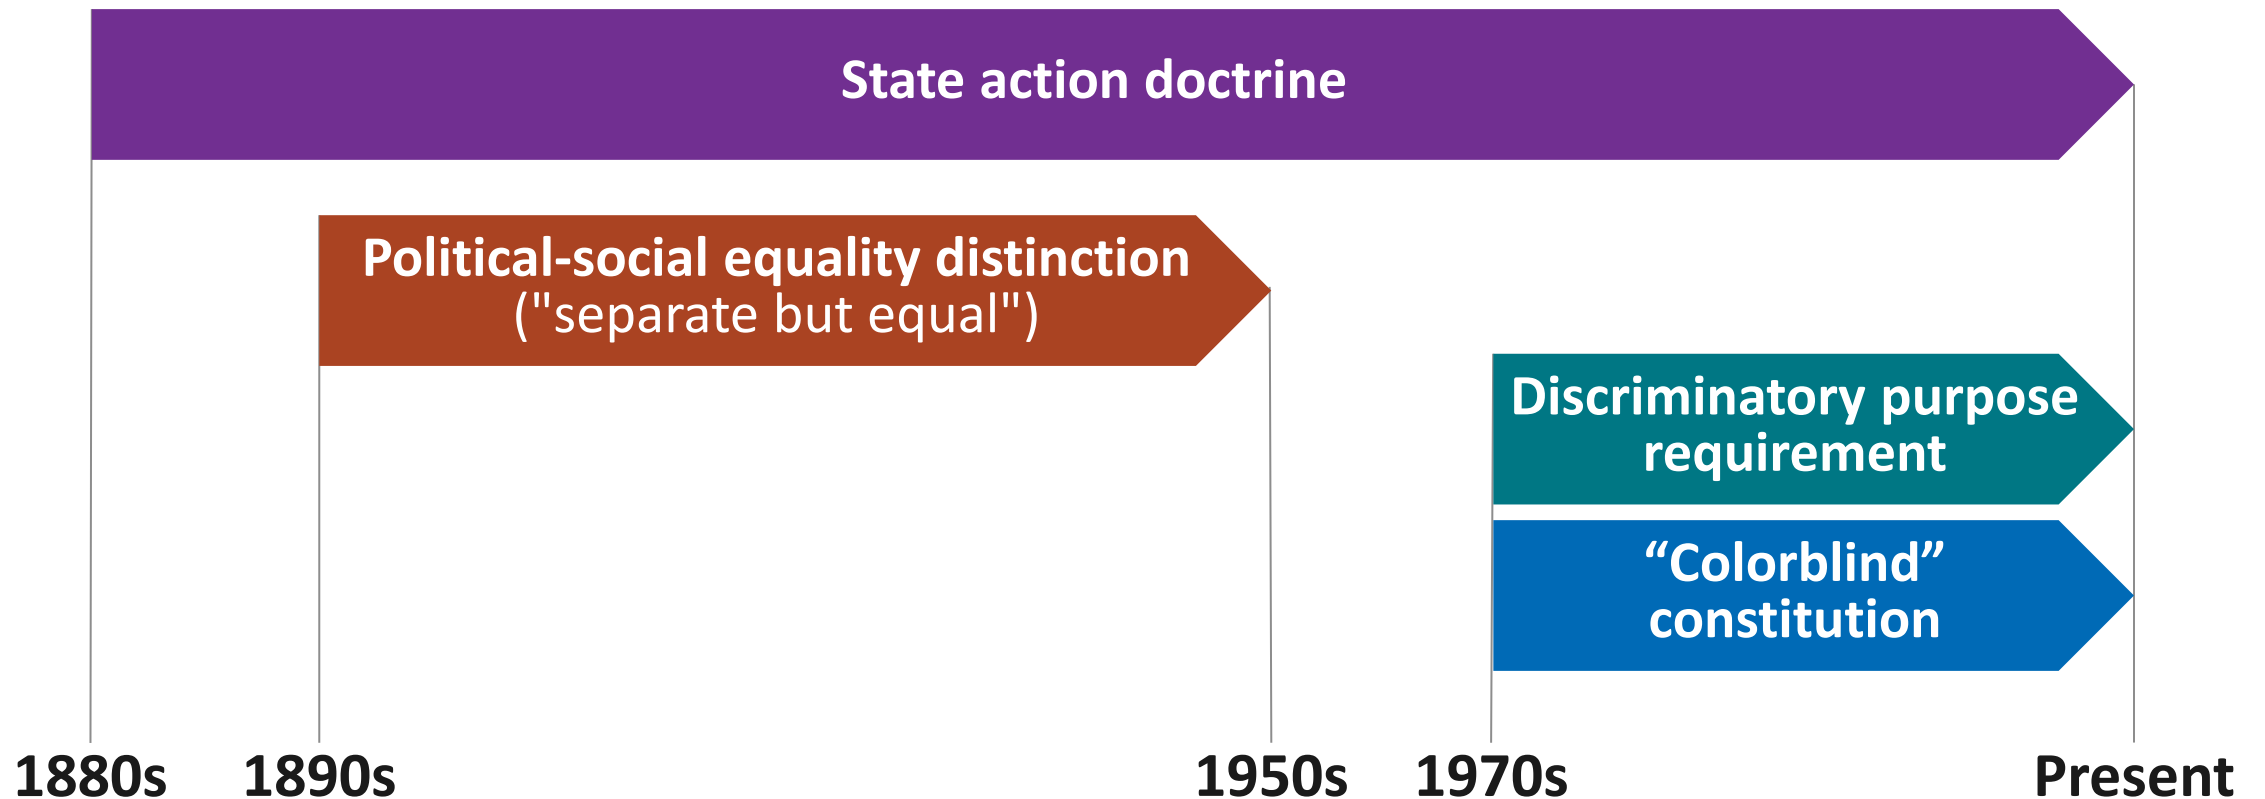 State action doctrine
Political-social equality distinction
("separate but equal")
Discriminatory purpose
requirement
“Colorblind”
constitution
1880s
1890s
1950s
1970s
Present